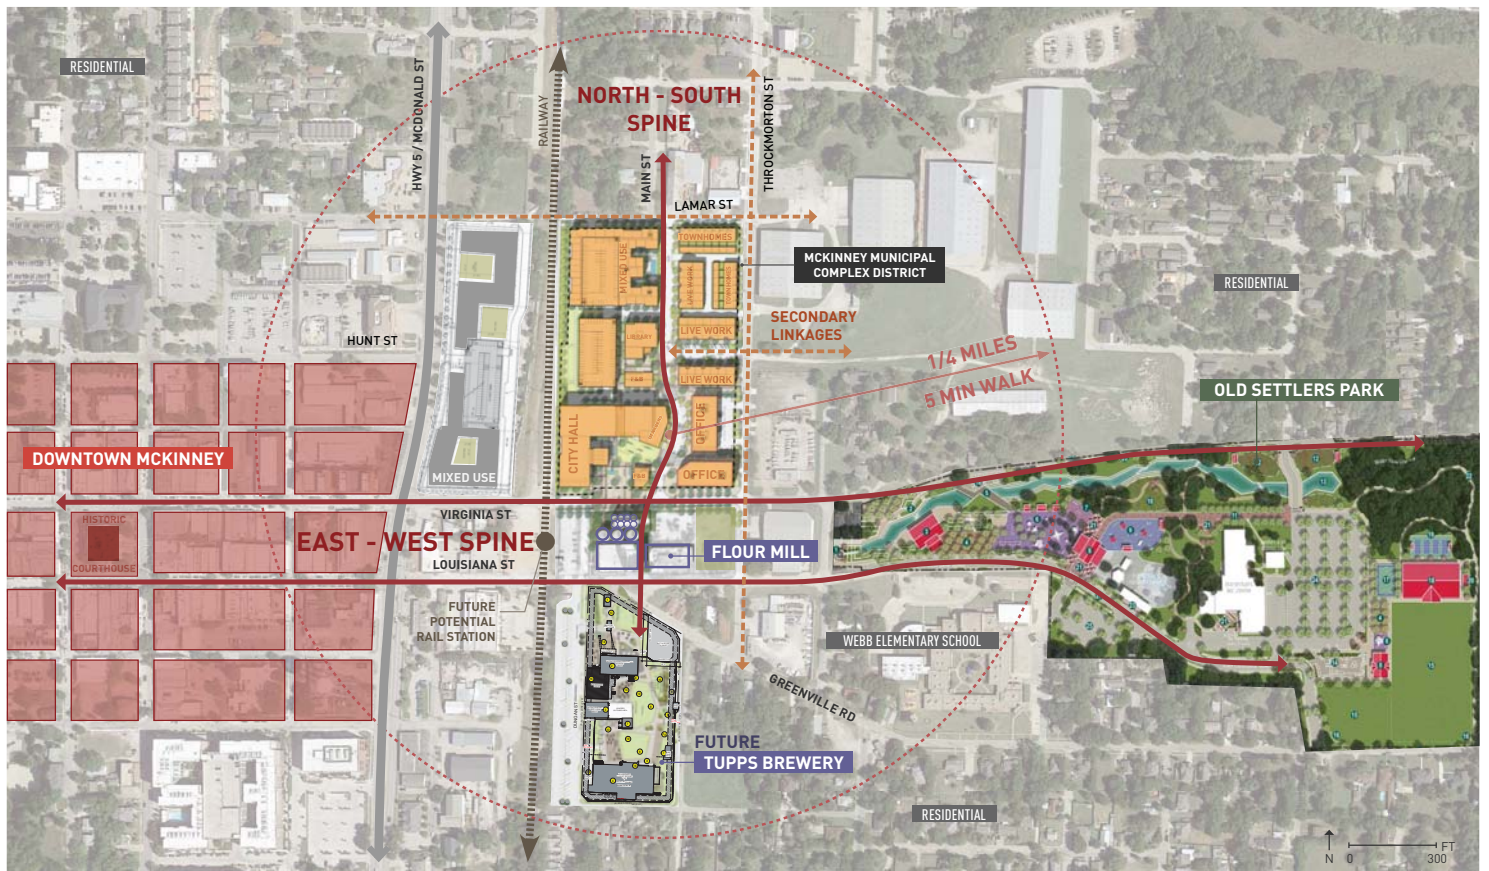 RESIDENTIAL
HWY 5 / MCDONALD ST
RAILWAY
NORTH - SOUTH
SPINE
MAIN ST
THROCKMORTON ST
LAMAR ST
TOWNHOMES
MIXED USE
LIVE WORK
TOWNHOMES
MCKINNEY MUNICIPAL
COMPLEX DISTRICT
RESIDENTIAL
SECONDARY
LINKAGES
LIVE WORK
LIBRARY
HUNT ST
1/4 MILES
5 MIN WALK
LIVE WORK
OLD SETTLERS PARK
OFFICE
CITY HALL
DOWNTOWN MCKINNEY
MIXED USE
OFFICE
VIRGINIA ST
HISTORIC
COURTHOUSE
EAST - WEST SPINE
FLOUR MILL
LOUISIANA ST
FUTURE
POTENTIAL
RAIL STATION
WEBB ELEMENTARY SCHOOL
GREENVILLE RD
FUTURE
TUPPS BREWERY
RESIDENTIAL
N
0
300
FT